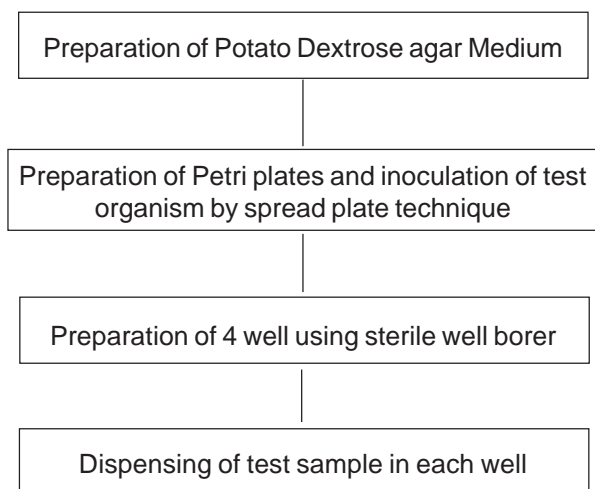 Preparation of Potato Dextrose agar Medium
Preparation of Petri plates and inoculation of test
organism by spread plate technique
Preparation of 4 well using sterile well borer
Dispensing of test sample in each well